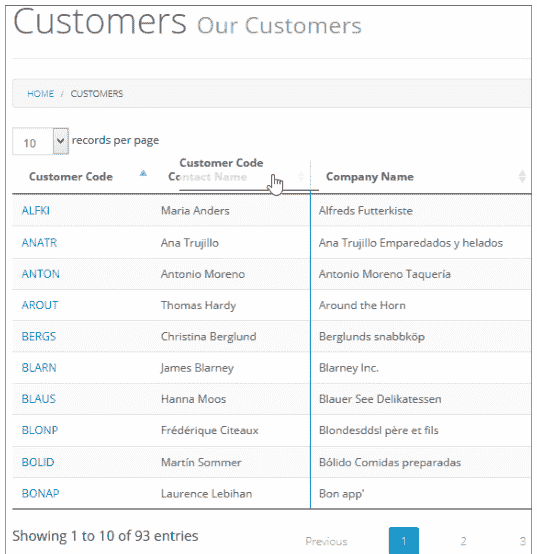 Customers Our Customers
HOME / CUSTOMERS
10 records per page
Customer Code
Customer Code Contact Name Company Name
ALFKI Maria Anders Alfreds Futterkiste
ANATR Ana Trujillo Ana Trujillo Emparedados y helados
ANTON Antonio Moreno Antonio Moreno Taquería
AROUT Thomas Hardy Around the Horn
BERGS Christina Berglund Berglunds snabbköp
BLARN James Blarney Blarney Inc.
BLAUS Hanna Moos Blauer See Delikatessen
BLONP Frédérique Citeaux Blondesddsl père et fils
BOLID Martín Sommer Bólido Comidas preparadas
BONAP Laurence Lebihan Bon app'
Showing 1 to 10 of 93 entries Previous 1 2 3